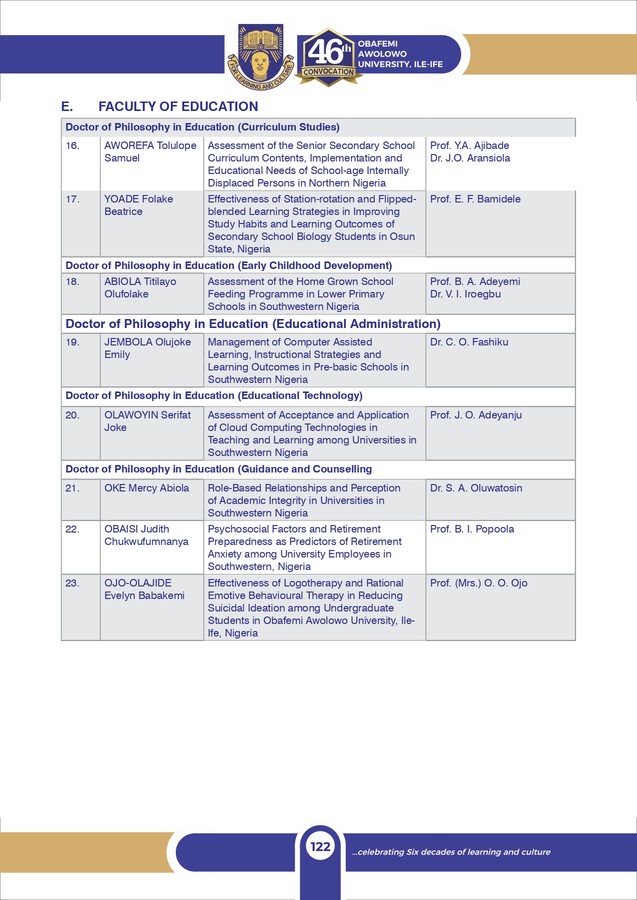 FOR LEARNING AND CULTURE
46th
CONVOCATION
OBAFEMI
AWOLOWO
UNIVERSITY, ILE-IFE
E. FACULTY OF EDUCATION
Doctor of Philosophy in Education (Curriculum Studies)
16. AWOREFA Tolulope Assessment of the Senior Secondary School Prof. Y.A. Ajibade
Samuel Curriculum Contents, Implementation and Dr. J.O. Aransiola
Educational Needs of School-age Internally
Displaced Persons in Northern Nigeria
17. YOADE Folake Effectiveness of Station-rotation and Flipped- Prof. E. F. Bamidele
Beatrice blended Learning Strategies in Improving
Study Habits and Learning Outcomes of
Secondary School Biology Students in Osun
State, Nigeria
Doctor of Philosophy in Education (Early Childhood Development)
18. ABIOLA Titilayo Assessment of the Home Grown School Prof. B. A. Adeyemi
Olufolake Feeding Programme in Lower Primary Dr. V. I. Iroegbu
Schools in Southwestern Nigeria
Doctor of Philosophy in Education (Educational Administration)
19. JEMBOLA Olujoke Management of Computer Assisted Dr. C. O. Fashiku
Emily Learning, Instructional Strategies and
Learning Outcomes in Pre-basic Schools in
Southwestern Nigeria
Doctor of Philosophy in Education (Educational Technology)
20. OLAWOYIN Serifat Assessment of Acceptance and Application Prof. J. O. Adeyanju
Joke of Cloud Computing Technologies in
Teaching and Learning among Universities in
Southwestern Nigeria
Doctor of Philosophy in Education (Guidance and Counselling
21. OKE Mercy Abiola Role-Based Relationships and Perception Dr. S. A. Oluwatosin
of Academic Integrity in Universities in
Southwestern Nigeria
22. OBAISI Judith Psychosocial Factors and Retirement Prof. B. I. Popoola
Chukwufumnanya Preparedness as Predictors of Retirement
Anxiety among University Employees in
Southwestern, Nigeria
23. OJO-OLAJIDE Effectiveness of Logotherapy and Rational Prof. (Mrs.) O. O. Ojo
Evelyn Babakemi Emotive Behavioural Therapy in Reducing
Suicidal Ideation among Undergraduate
Students in Obafemi Awolowo University, Ile-
Ife, Nigeria
122
...celebrating Six decades of learning and culture